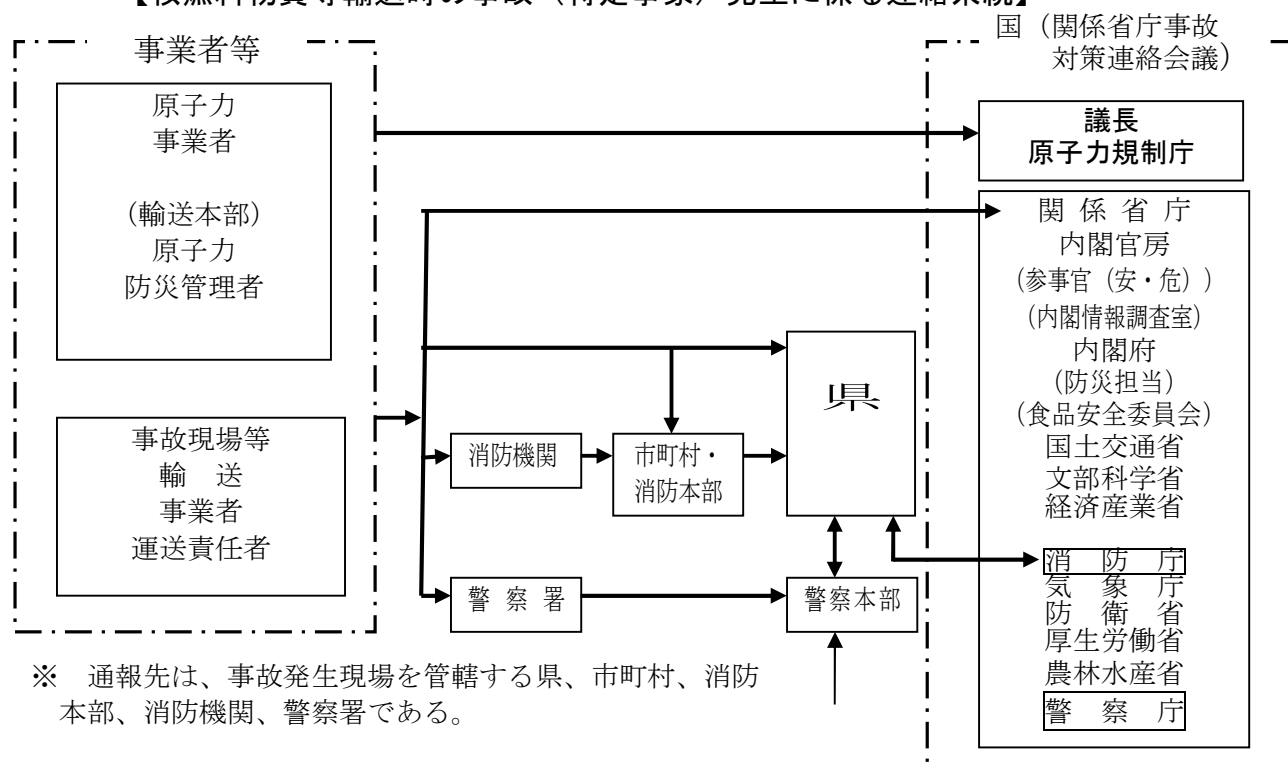 【核燃料物質等輸送時の事故（特定事象）発生に係る連絡系統】
事業者等
原子力
事業者
（輸送本部）
原子力
防災管理者
事故現場等
輸　送
事業者
運送責任者
消防機関
市町村・
消防本部
警 察 署
県
警察本部
国（関係省庁事故
対策連絡会議）
議長
原子力規制庁
関 係 省 庁
内閣官房
（参事官（安・危））
（内閣情報調査室）
内閣府
（防災担当）
（食品安全委員会）
国土交通省
文部科学省
経済産業省
消　防　庁
気　象　庁
防　衛　省
厚生労働省
農林水産省
警　察　庁
※　通報先は、事故発生現場を管轄する県、市町村、消防
本部、消防機関、警察署である。